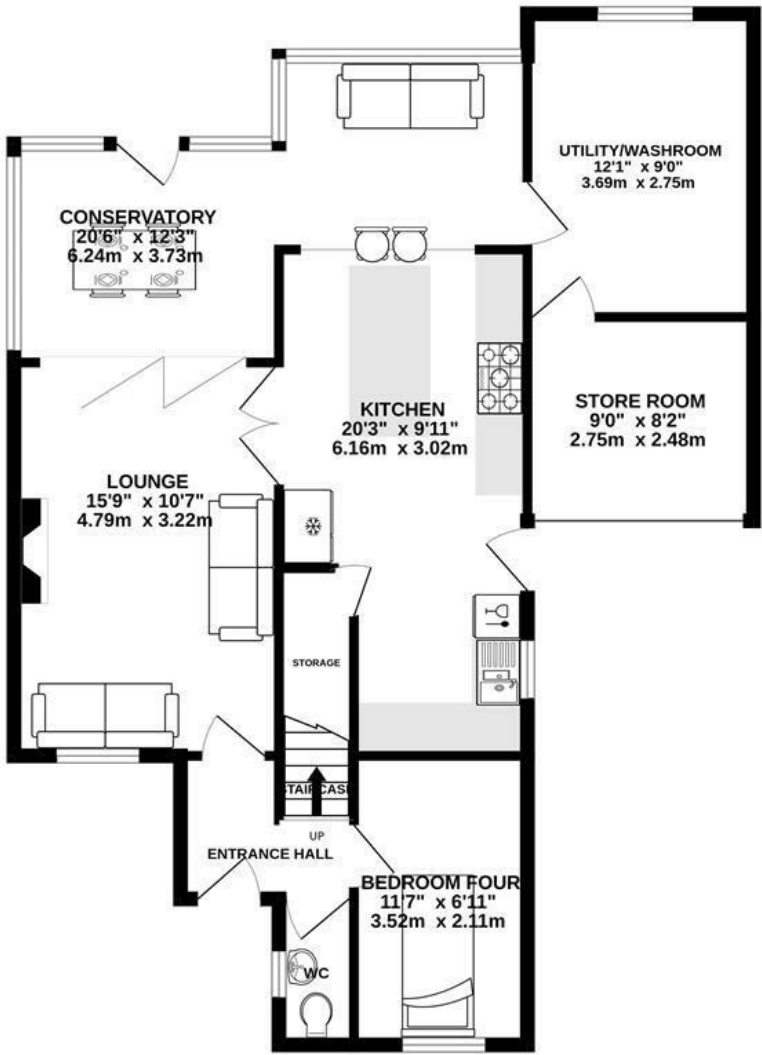 UTILITY/WASHROOM
12'1" x 9'0"
3.69m x 2.75m
CONSERVATORY
20'6" x 12'3"
6.24m x 3.73m
STORE ROOM
9'0" x 8'2"
2.75m x 2.48m
KITCHEN
20'3" x 9'11"
6.16m x 3.02m
LOUNGE
15'9" x 10'7"
4.79m x 3.22m
STORAGE
STAIRCASE
UP
ENTRANCE HALL
BEDROOM FOUR
11'7" x 6'11"
3.52m x 2.11m
WC